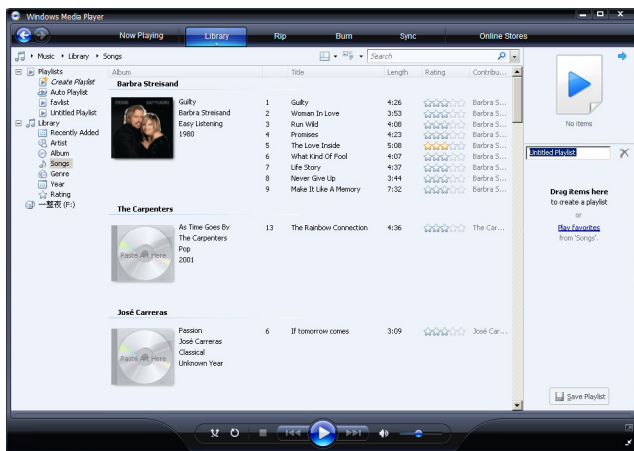 Windows Media Player
Now Playing Library Rip Burn Sync Online Stores
Music Library Songs Search
Playlists
Create Playlist
Auto Playlist
favlist
Untitled Playlist
Library
Recently Added
Artist
Album
Songs
Genre
Year
Rating
一整夜 (F:)
Album Title Length Rating Contribu...
Barbra Streisand
Guilty
Barbra Streisand
Easy Listening
1980
1 Guilty 4:26 Barbra S...
2 Woman In Love 3:53 Barbra S...
3 Run Wild 4:08 Barbra S...
4 Promises 4:23 Barbra S...
5 The Love Inside 5:08 Barbra S...
6 What Kind Of Fool 4:07 Barbra S...
7 Life Story 4:37 Barbra S...
8 Never Give Up 3:44 Barbra S...
9 Make It Like A Memory 7:32 Barbra S...
The Carpenters
Paste Art Here
As Time Goes By
The Carpenters
Pop
2001
13 The Rainbow Connection 4:36 The Car...
José Carreras
Paste Art Here
Passion
José Carreras
Classical
Unknown Year
6 If tomorrow comes 3:09 José Car...
No items
Untitled Playlist
Drag items here
to create a playlist
or
Play favorites
from 'Songs'.
Save Playlist